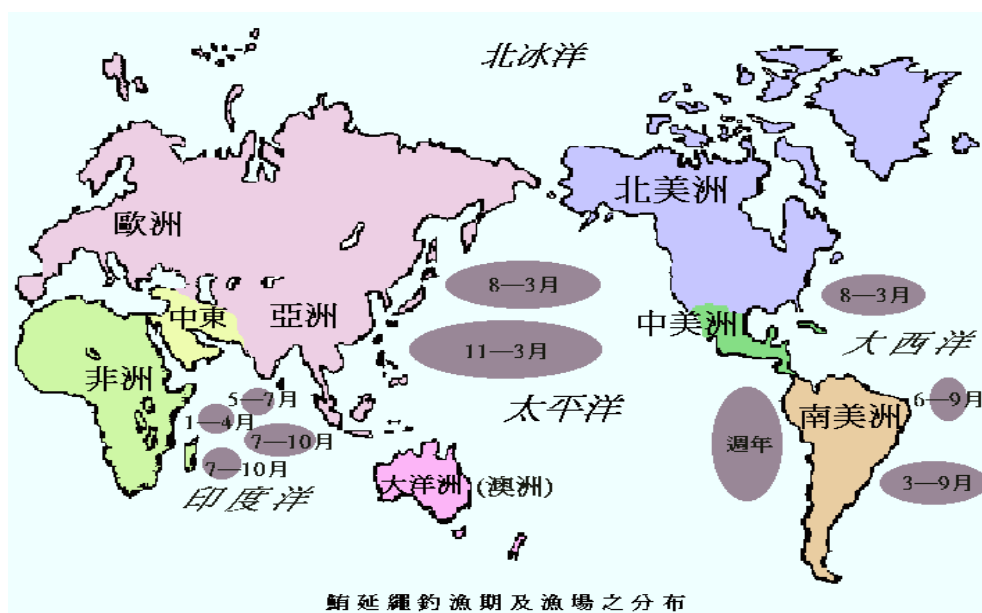 北冰洋
北美洲
歐洲
8—3月
8—3月
中東
亞洲
中美洲
大西洋
11—3月
非洲
5—7月
太平洋
6—9月
1—4月
南美洲
7—10月
週年
7—10月
大洋洲(澳洲)
3—9月
印度洋
鮪延繩釣漁期及漁場之分布